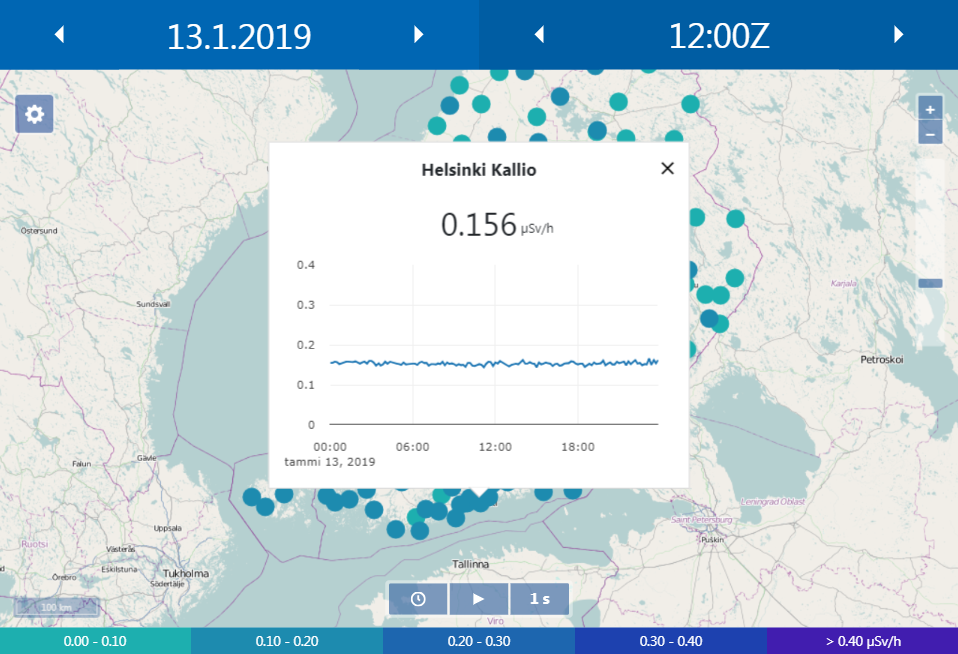 13.1.2019
12:00Z
+
−
Östersund
Sundsvall
Falun
Gävle
Uppsala
Ruotsi
Västerås
Örebro
Eskilstuna
Tukholma
Södertälje
100 km
Helsinki Kallio
0.156 µSv/h
0.4
0.3
0.2
0.1
0
00:00 06:00 12:00 18:00
tammi 13, 2019
Karjala
Petroskoi
Leningrad Oblast
Saint Petersburg
Puškin
Tallinna
Viro
1 s
0.00 - 0.10
0.10 - 0.20
0.20 - 0.30
0.30 - 0.40
> 0.40 µSv/h